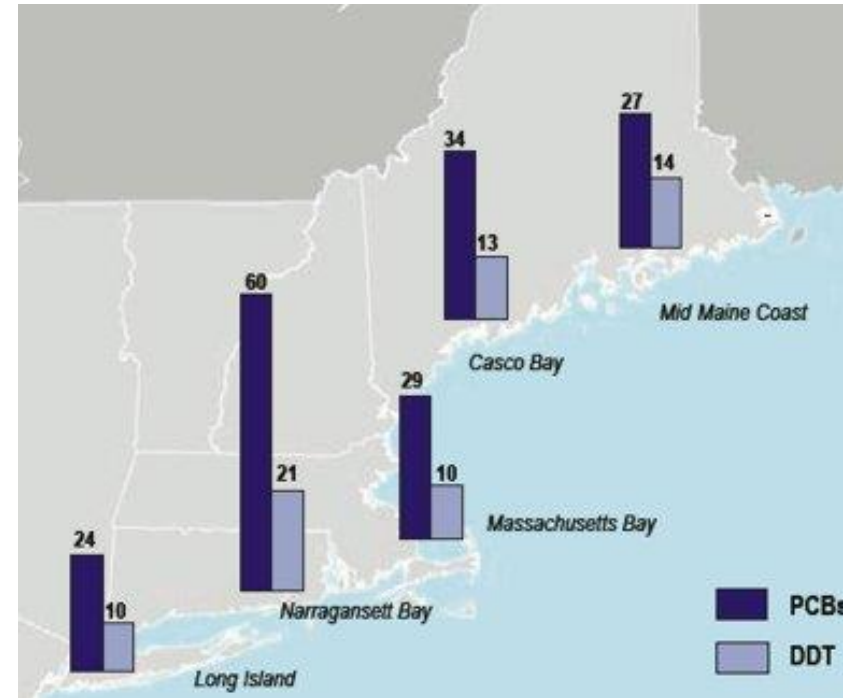 27
34
14
13
60
Mid Maine Coast
Casco Bay
29
21
10
Massachusetts Bay
24
10
Narragansett Bay
PCBs
DDT
Long Island